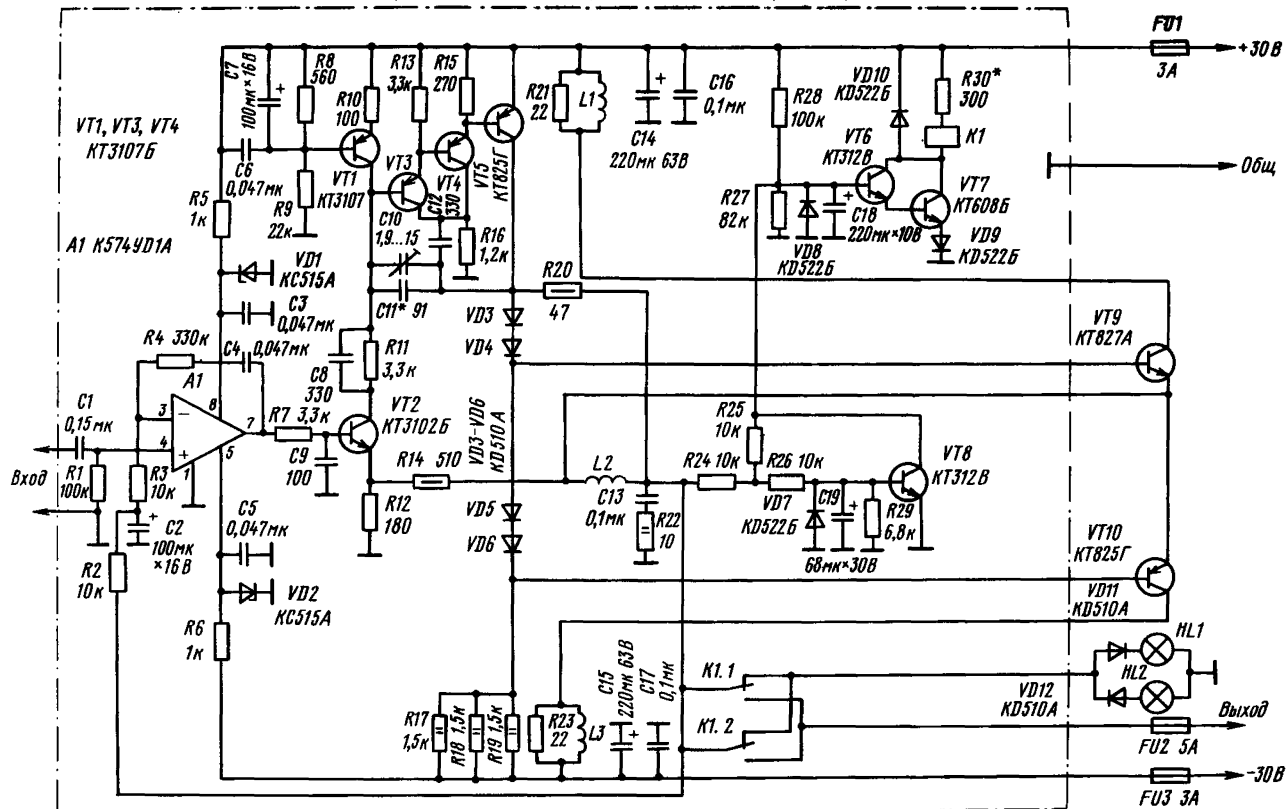 FU1
+30В
3А
C7
100мк×16В
R8
560
R13
3,3к
R15
270
R10
100
R21
22
L1
C14
220мк 63В
C16
0,1мк
R28
100к
VD10
КД522Б
R30*
300
K1
VT6
КТ312В
Общ
VT1, VT3, VT4
КТ3107Б
C6
0,047мк
VT1
КТ3107
VT3
VT4
VT5
КТ825Г
C12
330
C10
1,9...15
R27
82к
C18
220мк×10В
VD8
КД522Б
VT7
КТ608Б
VD9
КД522Б
R5
1к
R9
22к
R16
1,2к
A1 К574УД1А
VD1
КС515А
C3
0,047мк
C11* 91
R20
47
VD3
VD4
VT9
КТ827А
R4 330к
C4
0,047мк
C8
330
R11
3,3к
VD3-VD6
КД510А
A1
3
8
7
4
5
1
R7 3,3к
VT2
КТ3102Б
C1
0,15мк
Вход
R1
100к
R3
10к
C9
100
R14 510
L2
R25
10к
R24 10к
R26 10к
VT8
КТ312В
C2
100мк
×16В
C5
0,047мк
R12
180
VD5
VD6
C13
0,1мк
R22
10
VD7
КД522Б
C19
68мк×30В
R29
6,8к
VT10
КТ825Г
R2
10к
VD2
КС515А
VD11
КД510А
HL1
HL2
R6
1к
C15
220мк 63В
C17
0,1мк
K1.1
K1.2
VD12
КД510А
Выход
FU2 5А
R17
1,5к
R18 1,5к
R19 1,5к
R23
22
L3
-30В
FU3 3А